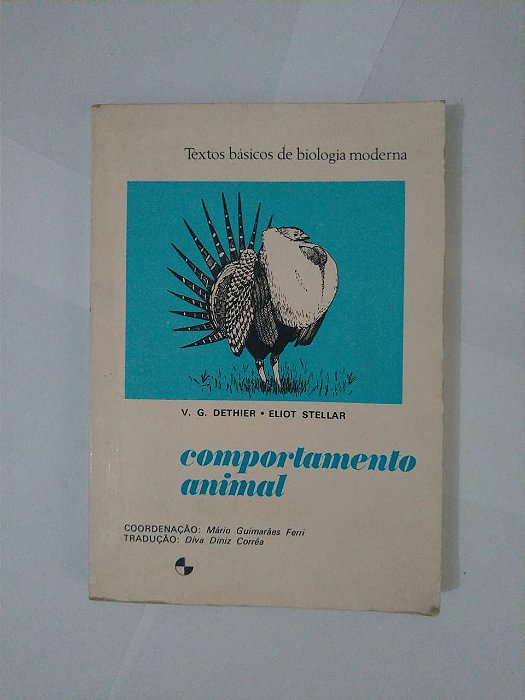 Textos básicos de biologia moderna
V. G. DETHIER • ELIOT STELLAR
comportamento
animal
COORDENAÇÃO: Mário Guimarães Ferri
TRADUÇÃO: Diva Diniz Corrêa